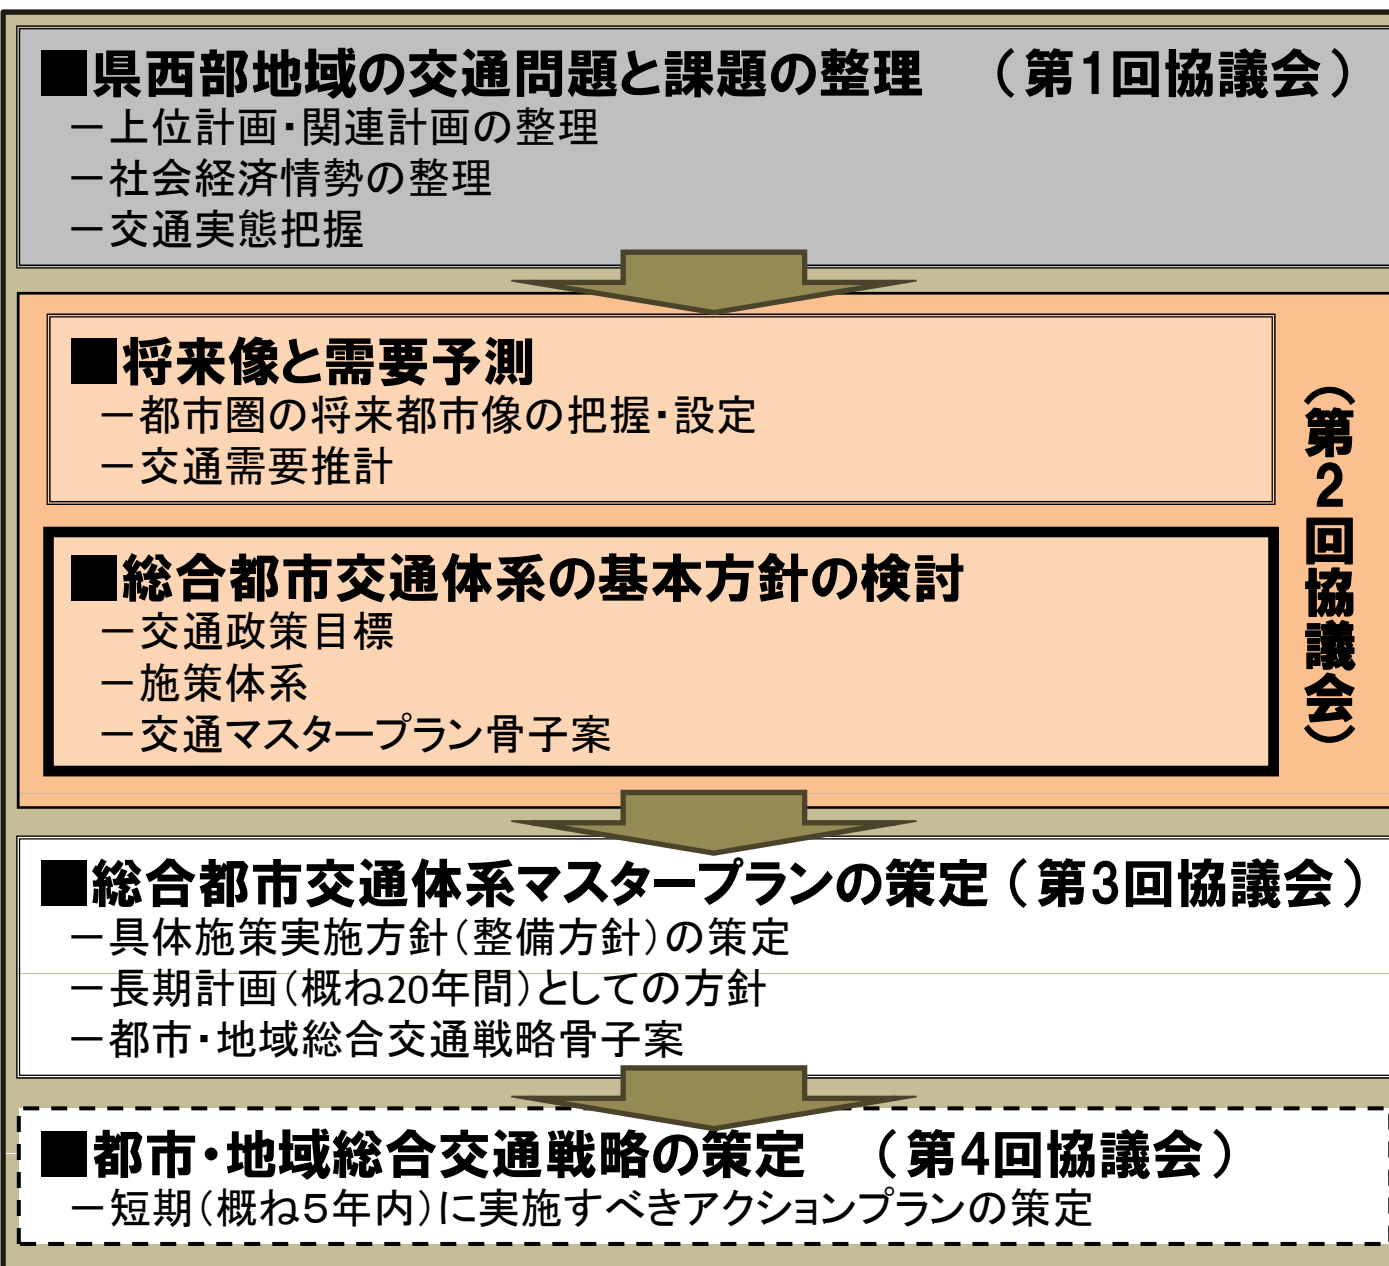 ■県西部地域の交通問題と課題の整理　（第1回協議会）
－上位計画・関連計画の整理
－社会経済情勢の整理
－交通実態把握
■将来像と需要予測
－都市圏の将来都市像の把握・設定
－交通需要推計
■総合都市交通体系の基本方針の検討
－交通政策目標
－施策体系
－交通マスタープラン骨子案
（第2回協議会）
■総合都市交通体系マスタープランの策定（第3回協議会）
－具体施策実施方針（整備方針）の策定
－長期計画（概ね20年間）としての方針
－都市・地域総合交通戦略骨子案
■都市・地域総合交通戦略の策定　（第4回協議会）
－短期（概ね５年内）に実施すべきアクションプランの策定